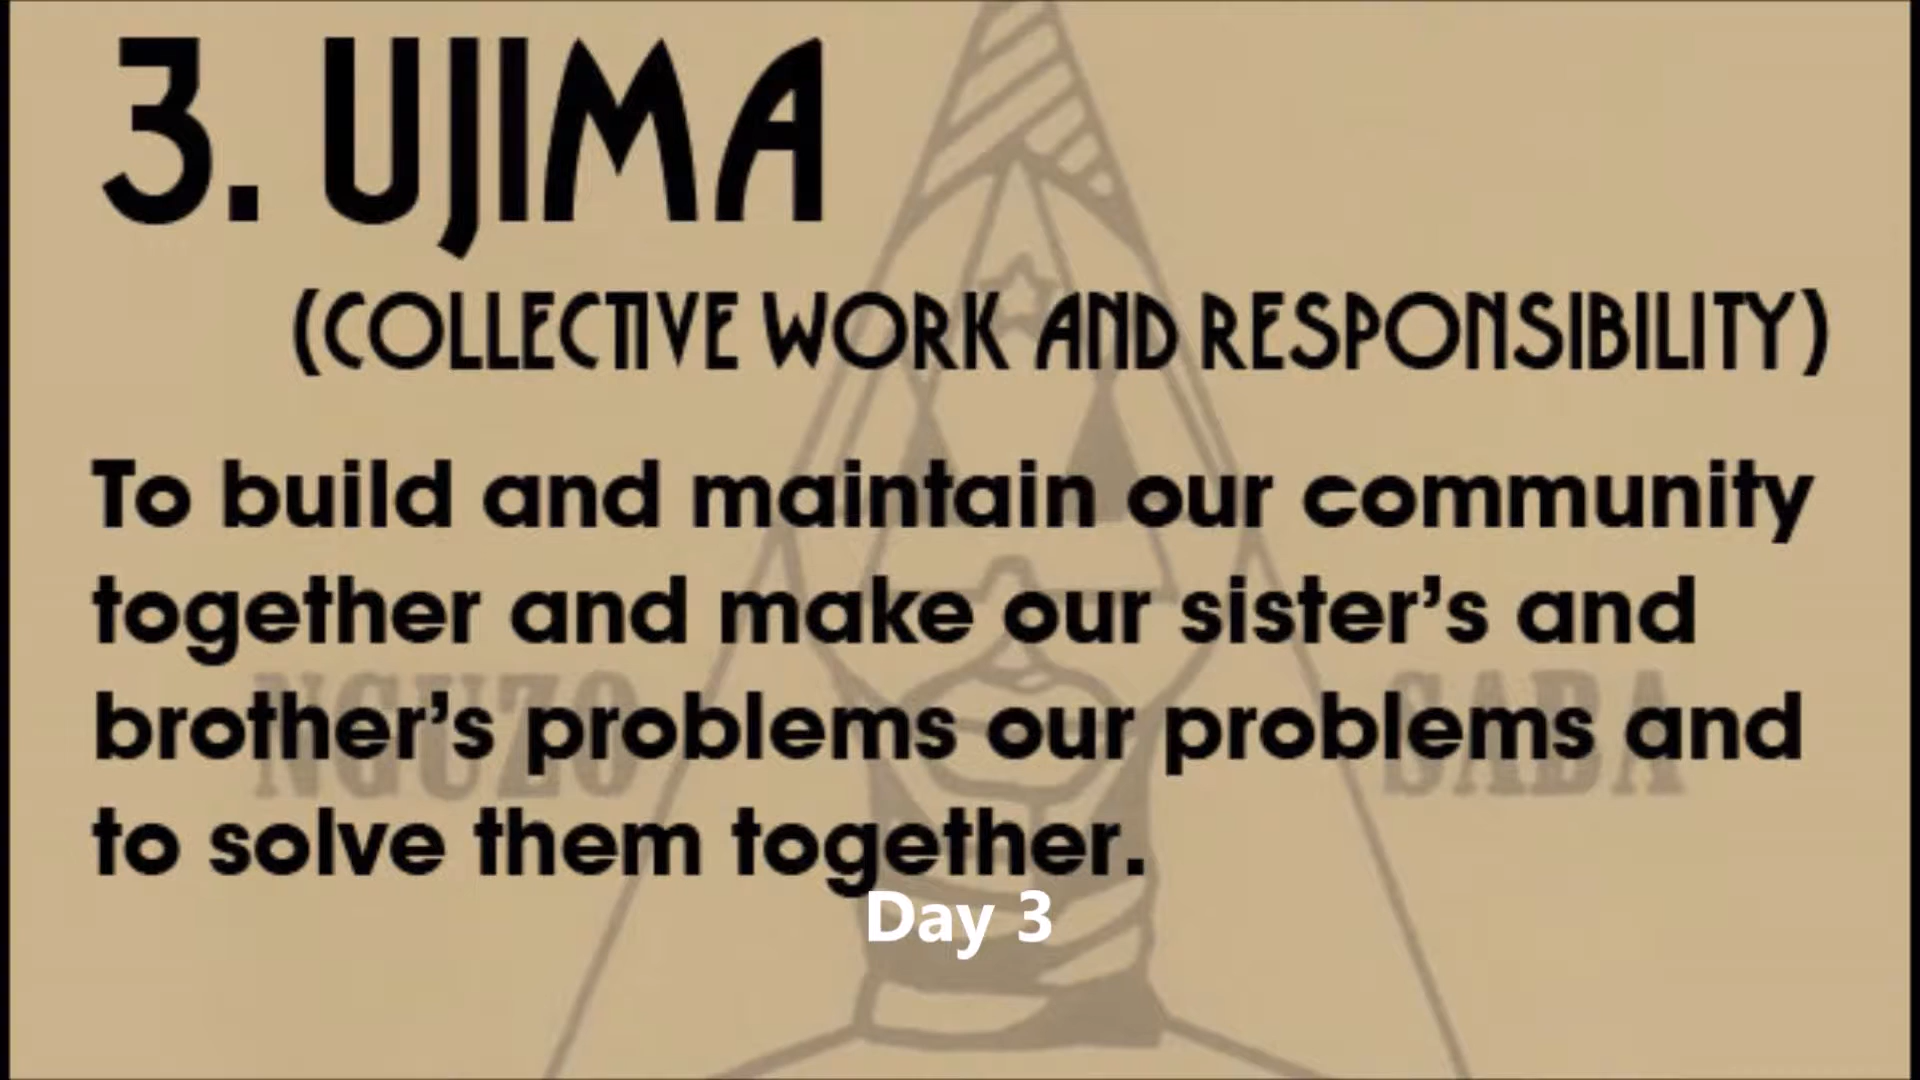 3. UJIMA
(COLLECTIVE WORK AND RESPONSIBILITY)
To build and maintain our community
together and make our sister's and
NGUZO SABA
brother's problems our problems and
to solve them together.
Day 3